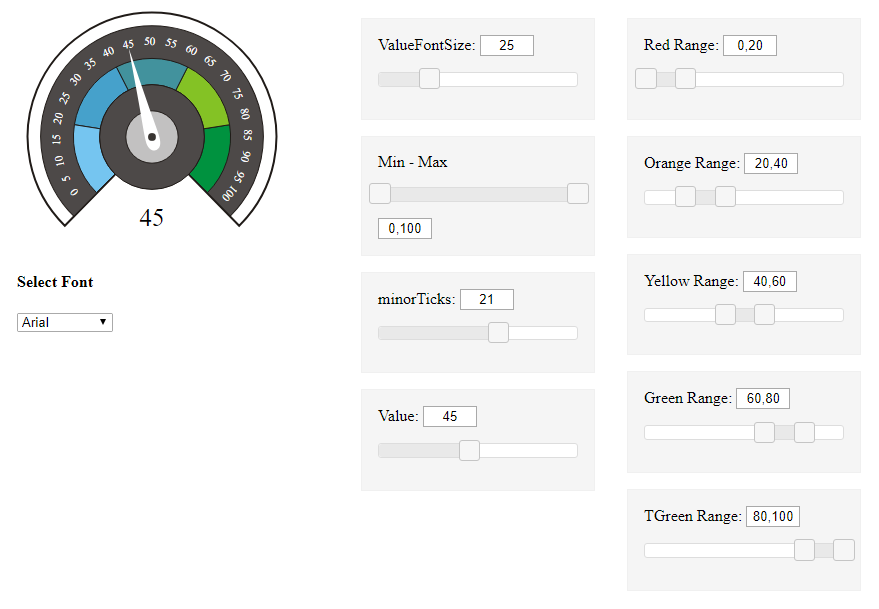 0
5
10
15
20
25
30
35
40
45
50
55
60
65
70
75
80
85
90
95
100
45
Select Font
Arial
ValueFontSize: 25
Min - Max
0,100
minorTicks: 21
Value: 45
Red Range: 0,20
Orange Range: 20,40
Yellow Range: 40,60
Green Range: 60,80
TGreen Range: 80,100